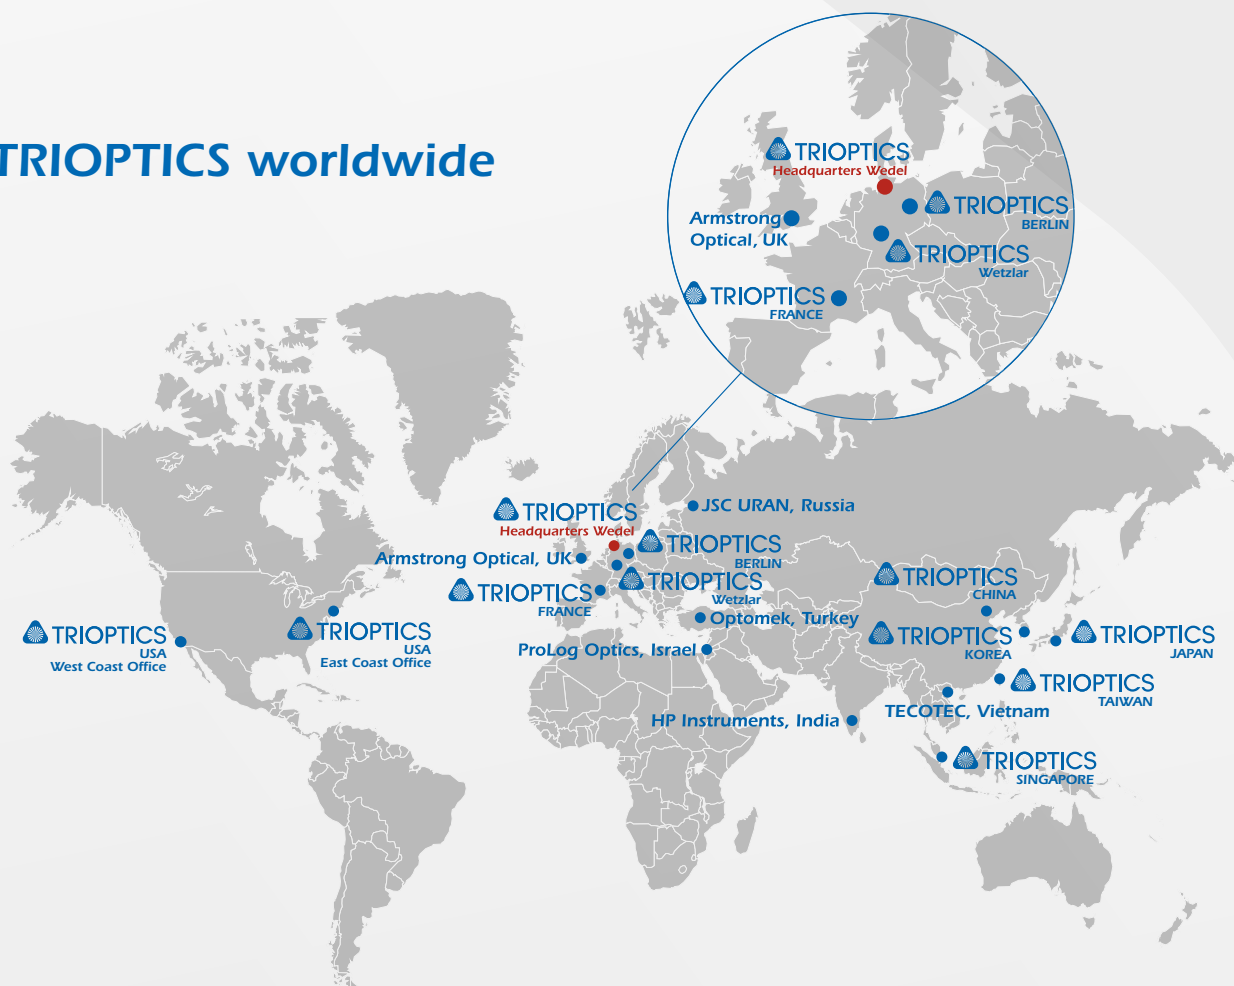 TRIOPTICS worldwide
TRIOPTICS
Headquarters Wedel
Armstrong
Optical, UK
TRIOPTICS
BERLIN
TRIOPTICS
Wetzlar
TRIOPTICS
FRANCE
JSC URAN, Russia
TRIOPTICS
Headquarters Wedel
Armstrong Optical, UK
TRIOPTICS
BERLIN
TRIOPTICS
Wetzlar
TRIOPTICS
FRANCE
TRIOPTICS
CHINA
Optomek, Turkey
TRIOPTICS
USA
West Coast Office
TRIOPTICS
USA
East Coast Office
ProLog Optics, Israel
TRIOPTICS
KOREA
TRIOPTICS
JAPAN
TRIOPTICS
TAIWAN
HP Instruments, India
TECOTEC, Vietnam
TRIOPTICS
SINGAPORE